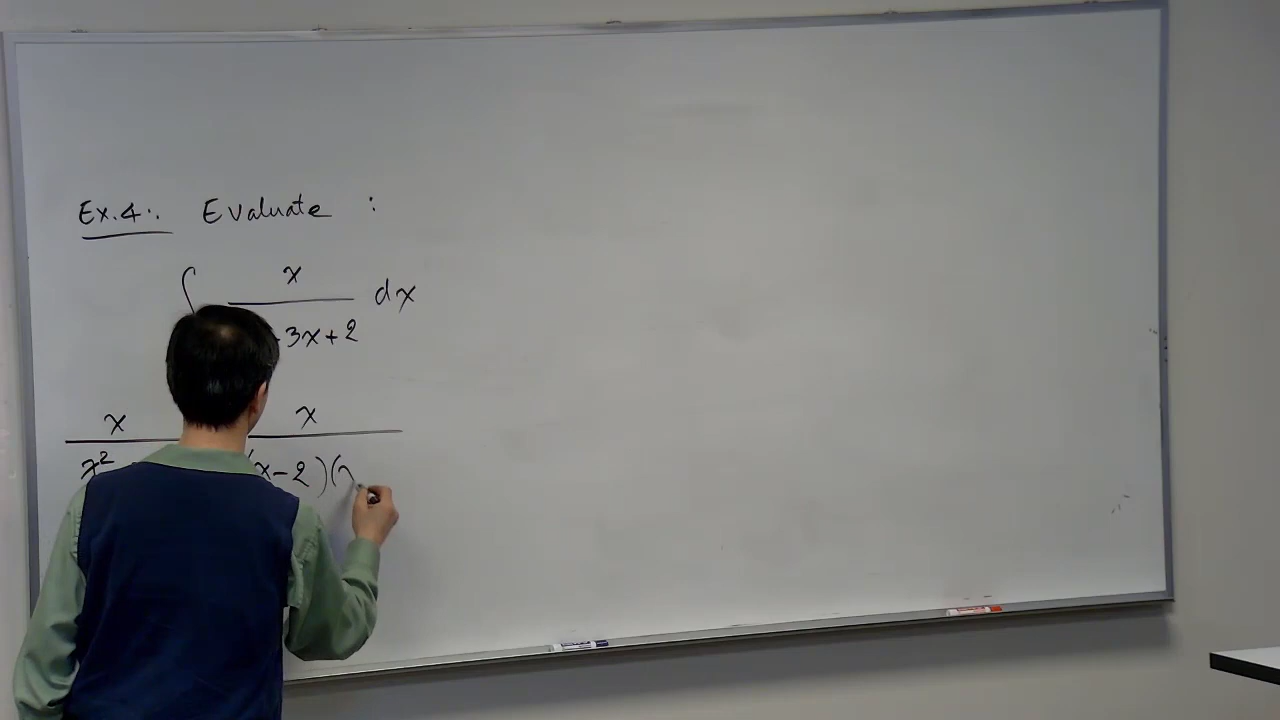 Ex.4: Evaluate :
∫ x / - 3x+2 dx
x x
x² (x-2)(x